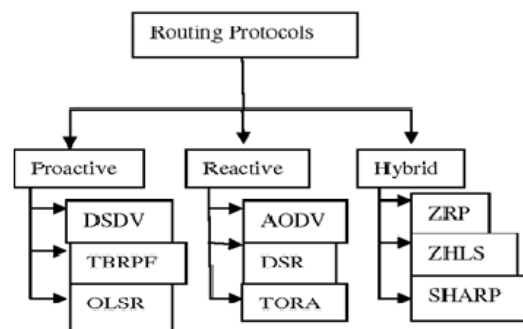 Routing Protocols
Proactive
Reactive
Hybrid
DSDV
TBRPF
OLSR
AODV
DSR
TORA
ZRP
ZHLS
SHARP